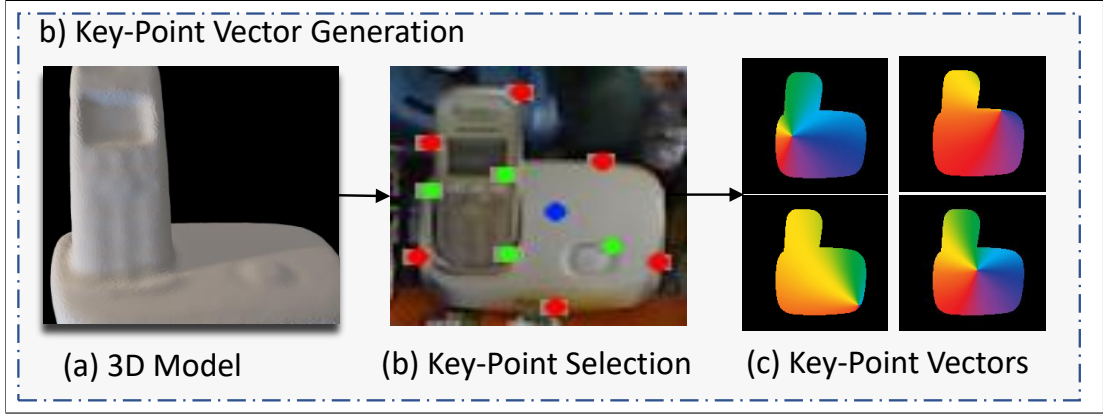 b) Key-Point Vector Generation
(a) 3D Model
(b) Key-Point Selection
(c) Key-Point Vectors